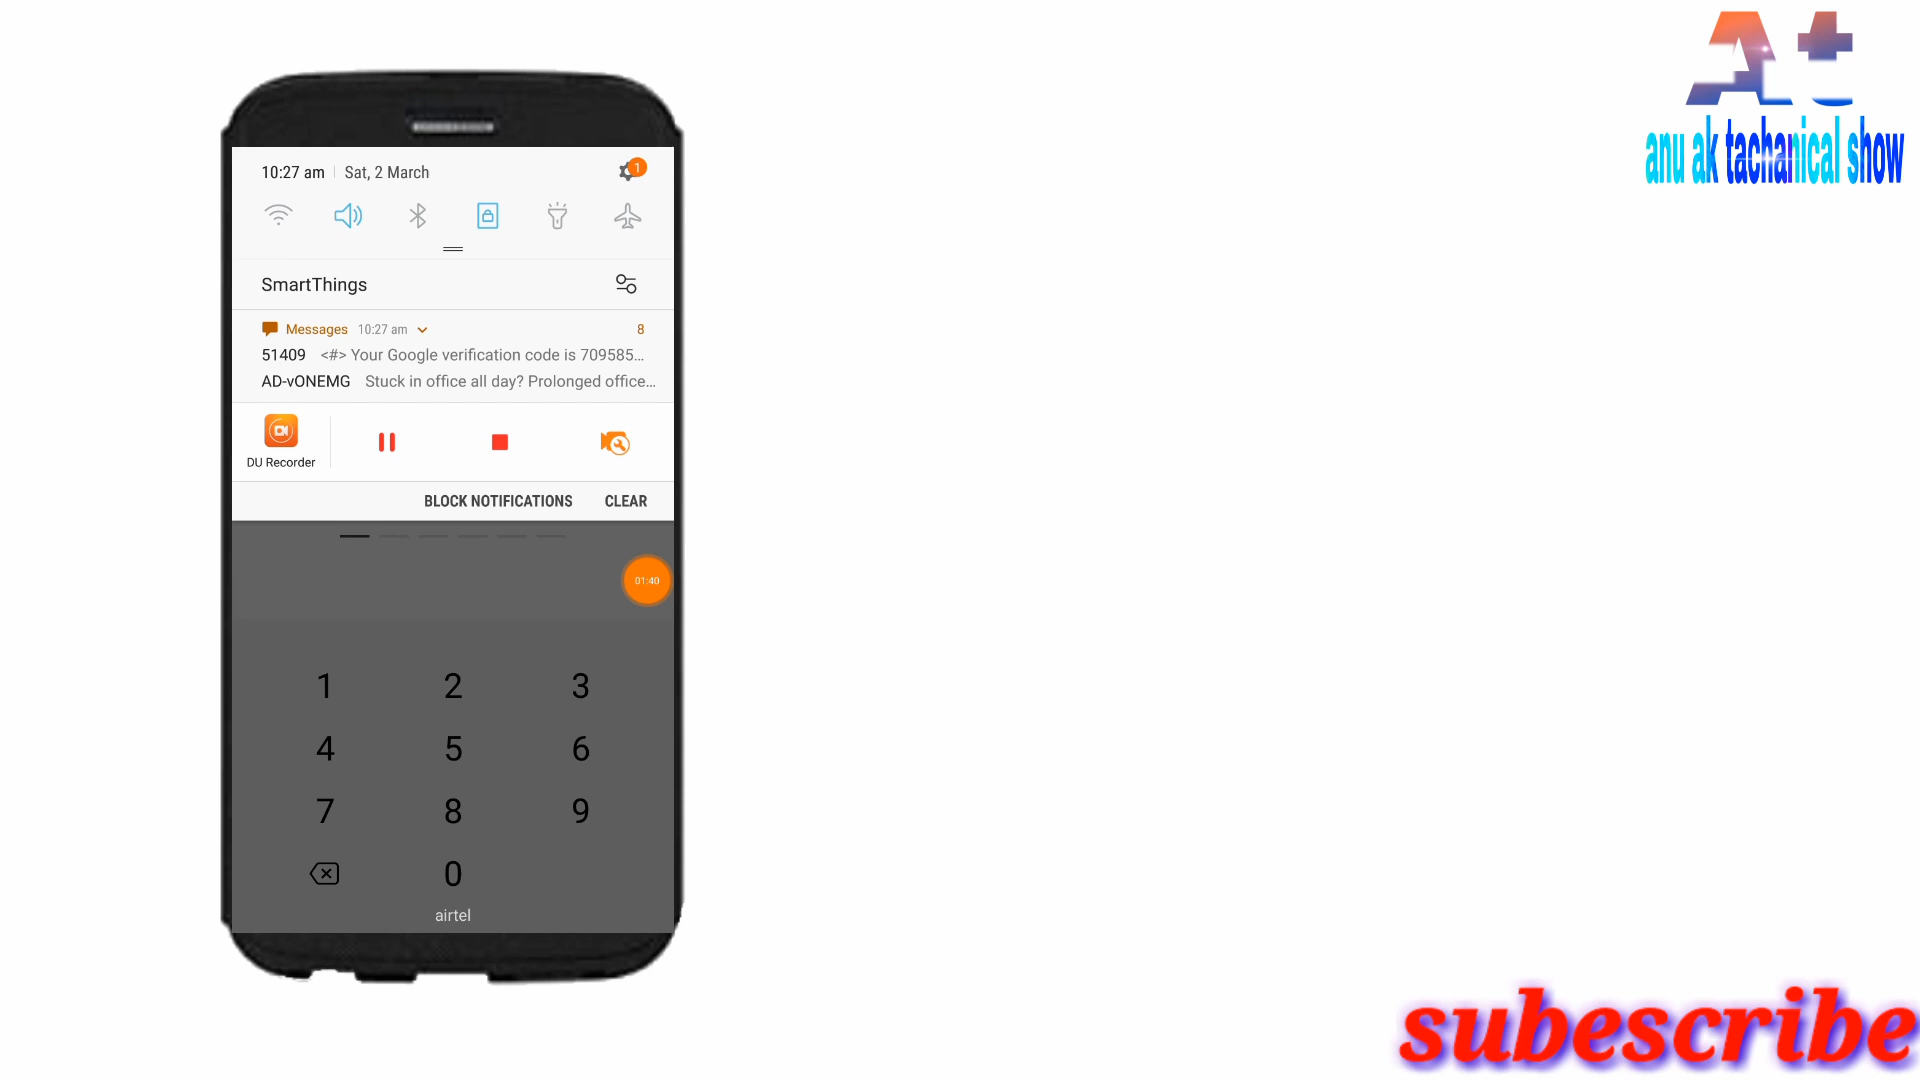 At
anu ak tachanical show
10:27 am Sat, 2 March
1
SmartThings
Messages 10:27 am 8
51409 <#> Your Google verification code is 709585...
AD-vONEMG Stuck in office all day? Prolonged office...
DU Recorder
BLOCK NOTIFICATIONS CLEAR
01:40
1 2 3
4 5 6
7 8 9
0
airtel
subescribe